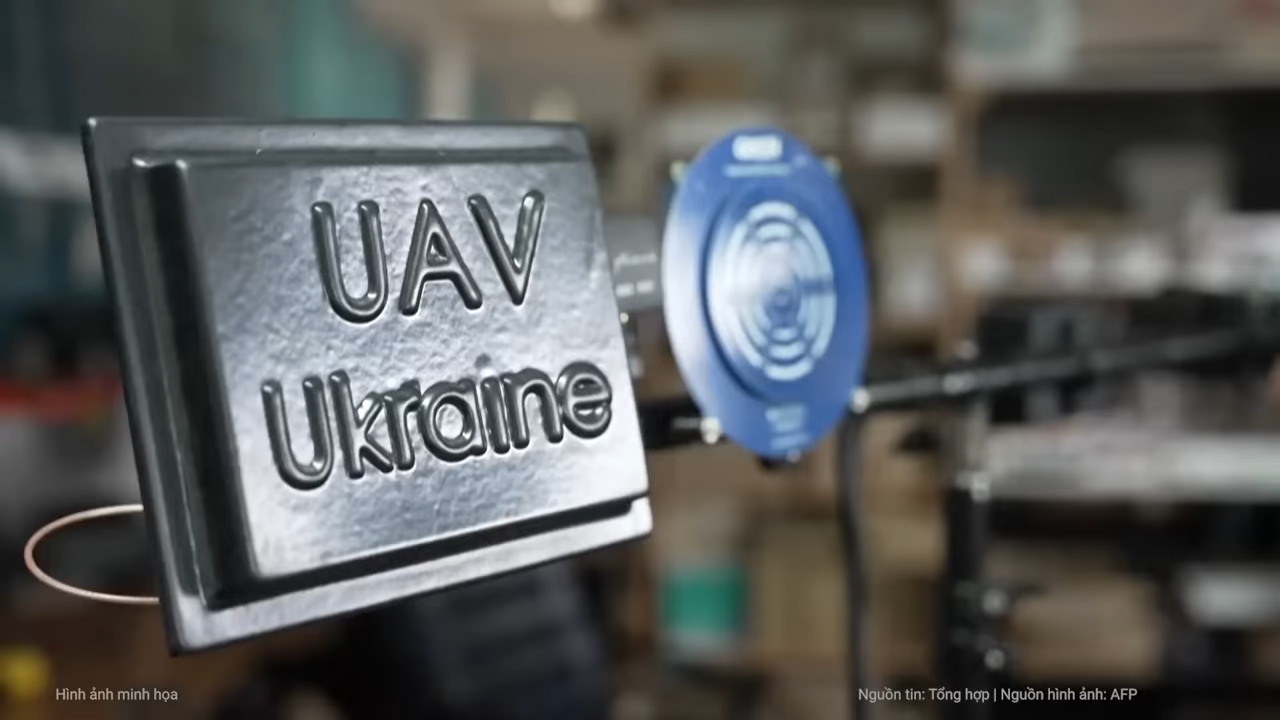 UAV
Ukraine
Hình ảnh minh họa
Nguồn tin: Tổng hợp | Nguồn hình ảnh: AFP